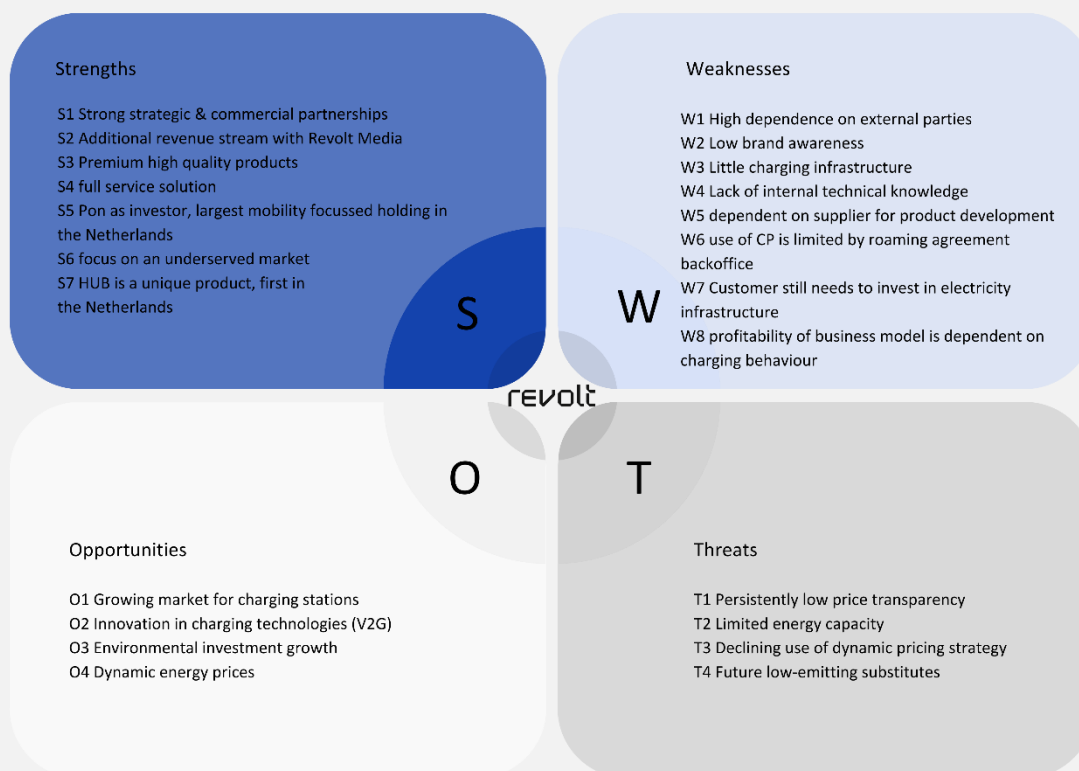 Strengths
S1 Strong strategic & commercial partnerships
S2 Additional revenue stream with Revolt Media
S3 Premium high quality products
S4 full service solution
S5 Pon as investor, largest mobility focussed holding in
the Netherlands
S6 focus on an underserved market
S7 HUB is a unique product, first in
the Netherlands
S
Weaknesses
W1 High dependence on external parties
W2 Low brand awareness
W3 Little charging infrastructure
W4 Lack of internal technical knowledge
W5 dependent on supplier for product development
W6 use of CP is limited by roaming agreement
backoffice
W7 Customer still needs to invest in electricity
infrastructure
W8 profitability of business model is dependent on
charging behaviour
W
revolt
O
Opportunities
O1 Growing market for charging stations
O2 Innovation in charging technologies (V2G)
O3 Environmental investment growth
O4 Dynamic energy prices
T
Threats
T1 Persistently low price transparency
T2 Limited energy capacity
T3 Declining use of dynamic pricing strategy
T4 Future low-emitting substitutes